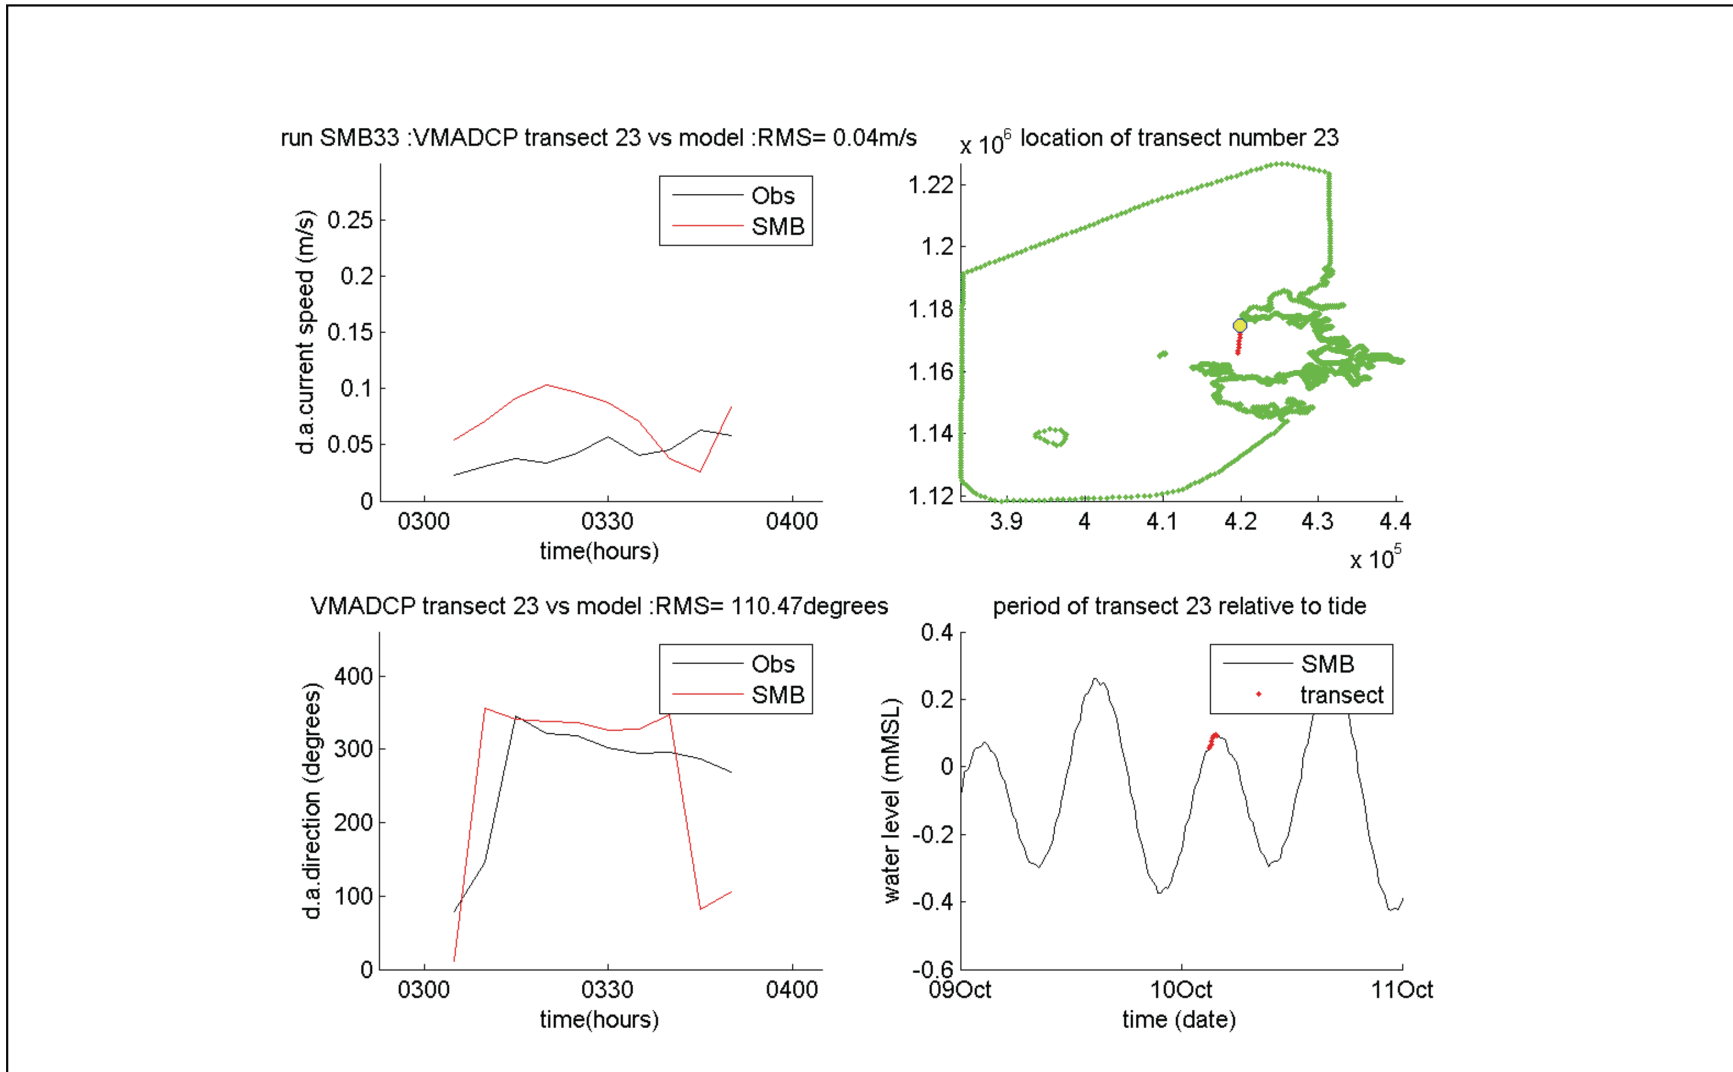 run SMB33 :VMADCP transect 23 vs model :RMS= 0.04m/s
Obs
SMB
0.25
0.2
0.15
0.1
0.05
0
d.a.current speed (m/s)
0300
0330
0400
time(hours)
x 10^6 location of transect number 23
1.22
1.2
1.18
1.16
1.14
1.12
3.9
4
4.1
4.2
4.3
4.4
x 10^5
VMADCP transect 23 vs model :RMS= 110.47degrees
Obs
SMB
400
300
200
100
0
d.a.direction (degrees)
0300
0330
0400
time(hours)
period of transect 23 relative to tide
SMB
transect
0.4
0.2
0
-0.2
-0.4
-0.6
water level (mMSL)
09Oct
10Oct
11Oct
time (date)